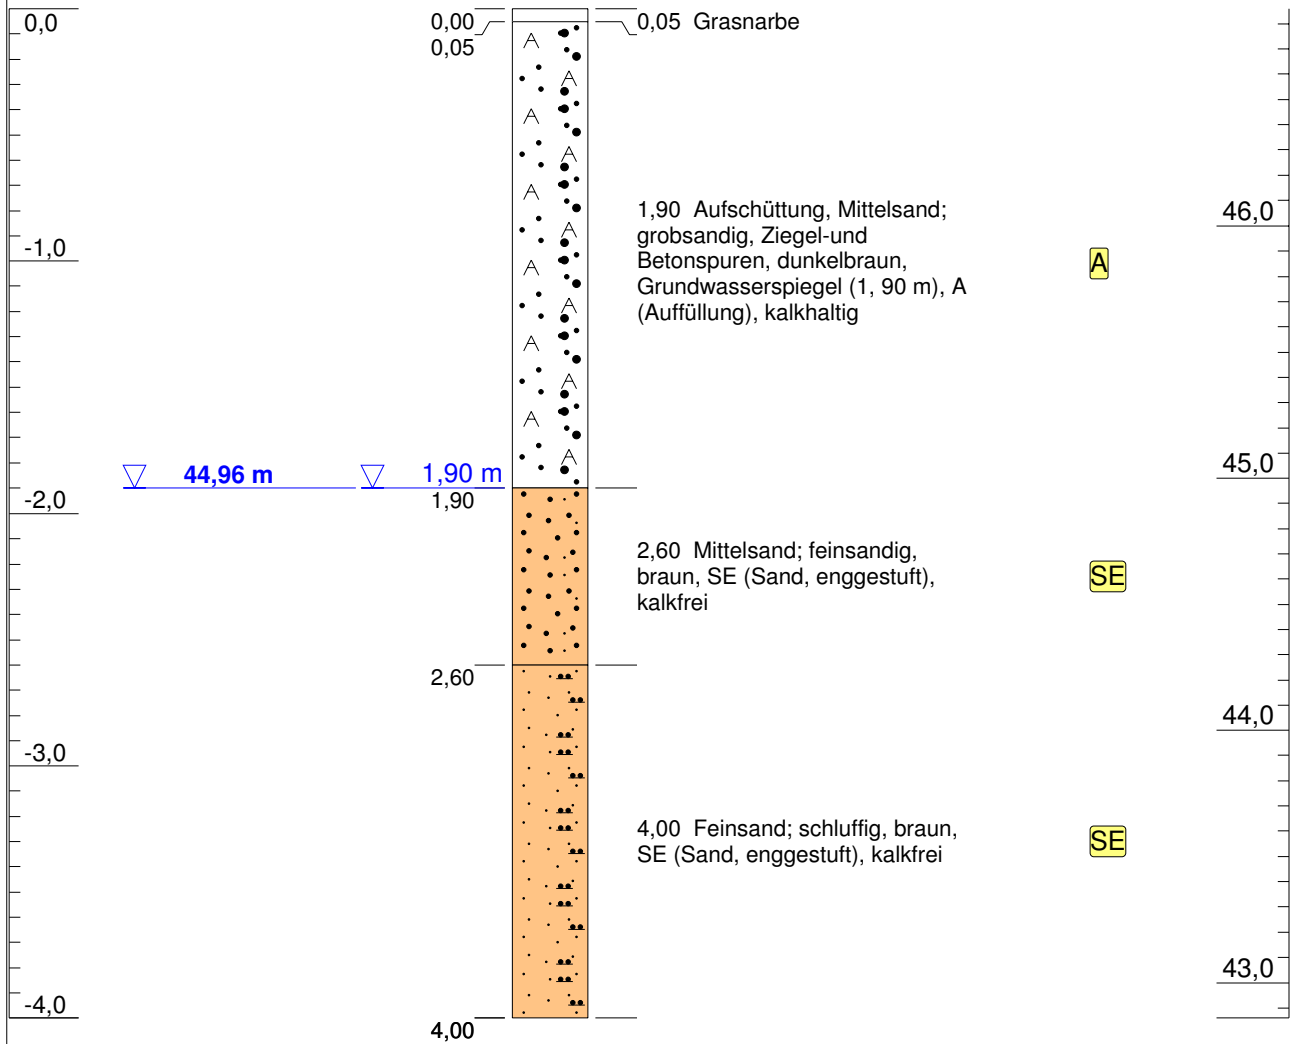 0,0
0,00
0,05 Grasnarbe
0,05
1,90 Aufschüttung, Mittelsand;
grobsandig, Ziegel-und
Betonspuren, dunkelbraun,
Grundwasserspiegel (1, 90 m), A
(Auffüllung), kalkhaltig
46,0
-1,0
A
44,96 m
1,90 m
45,0
-2,0
1,90
2,60 Mittelsand; feinsandig,
braun, SE (Sand, enggestuft),
kalkfrei
SE
2,60
44,0
-3,0
4,00 Feinsand; schluffig, braun,
SE (Sand, enggestuft), kalkfrei
SE
43,0
-4,0
4,00